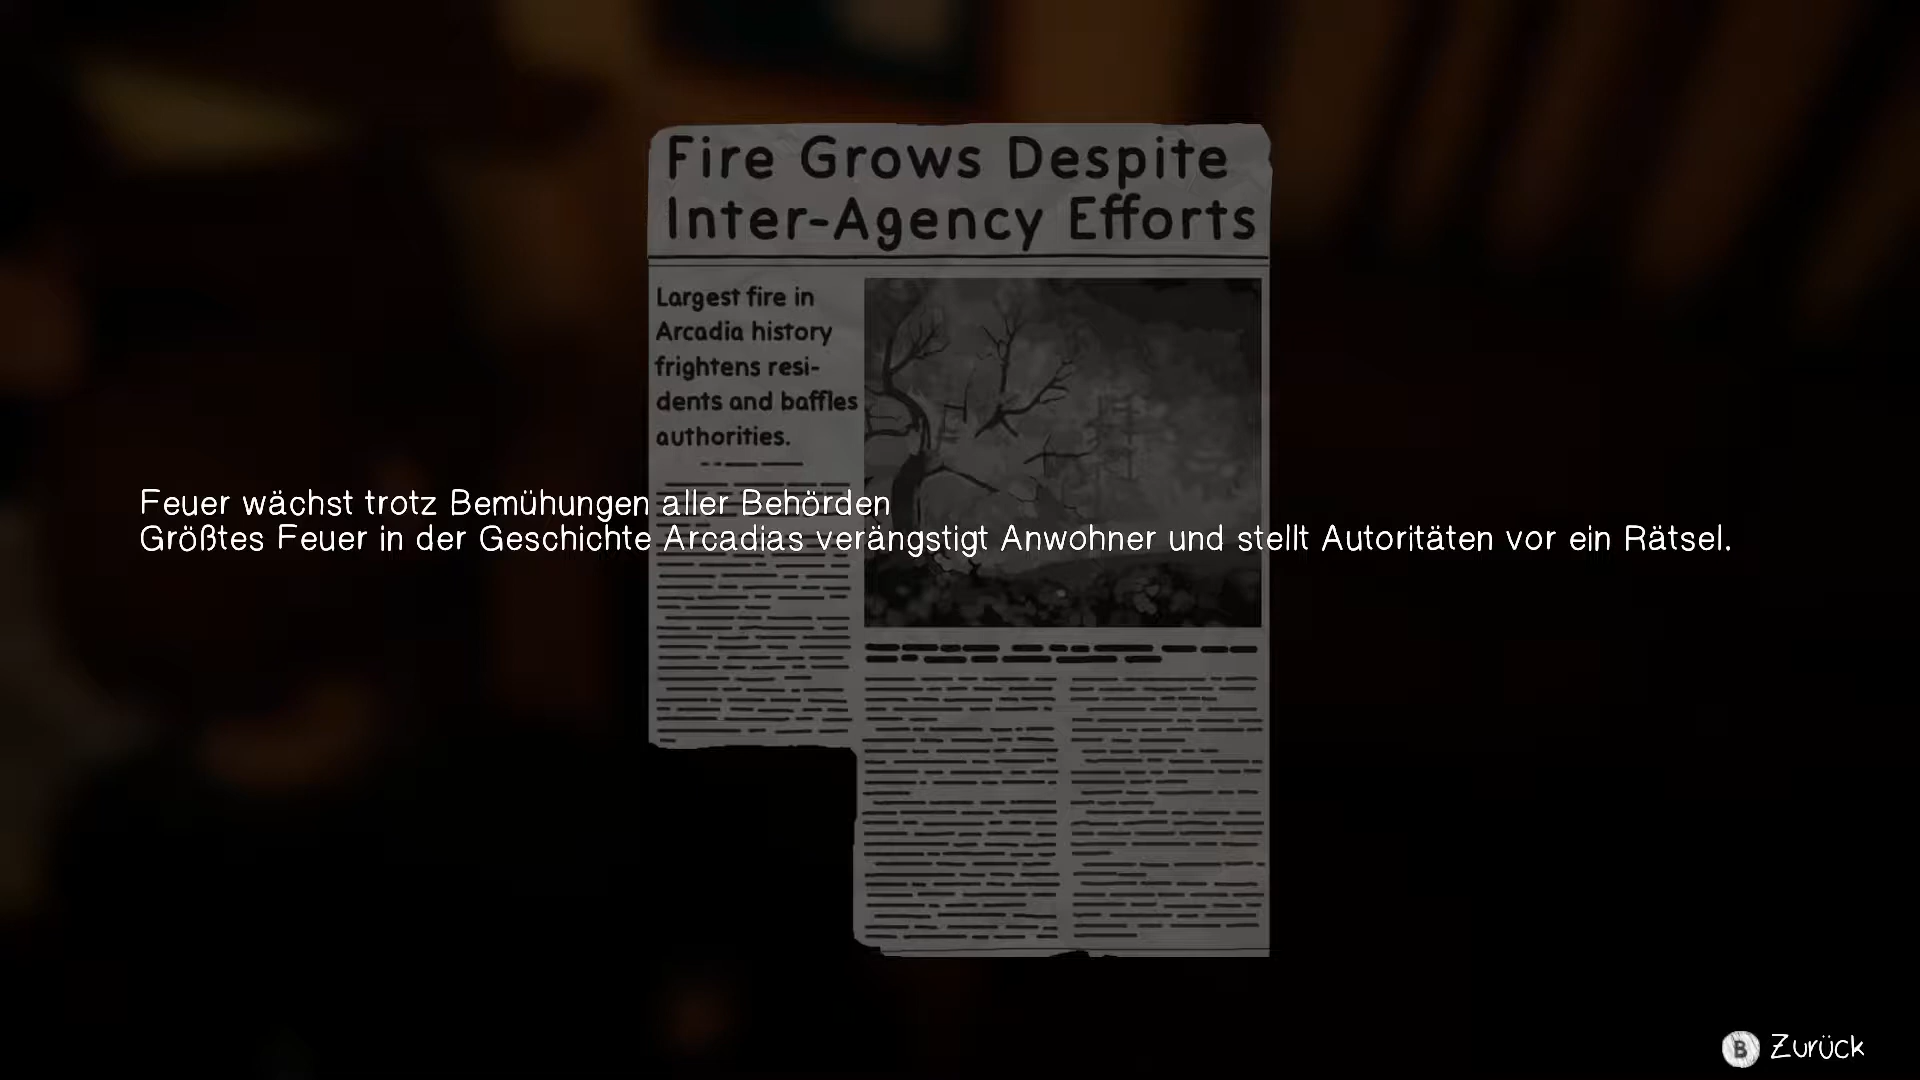 Fire Grows Despite
Inter-Agency Efforts
Largest fire in
Arcadia history
frightens resi-
dents and baffles
authorities.
Feuer wächst trotz Bemühungen aller Behörden
Größtes Feuer in der Geschichte Arcadias verängstigt Anwohner und stellt Autoritäten vor ein Rätsel.
B Zurück